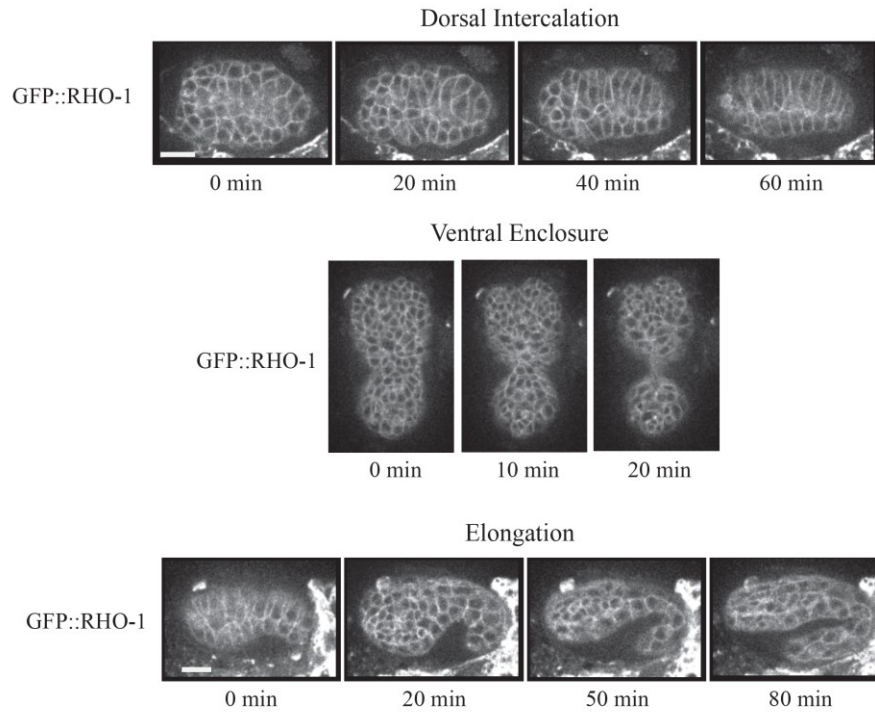 Dorsal Intercalation
GFP::RHO-1
0 min 20 min 40 min 60 min
Ventral Enclosure
GFP::RHO-1
0 min 10 min 20 min
Elongation
GFP::RHO-1
0 min 20 min 50 min 80 min